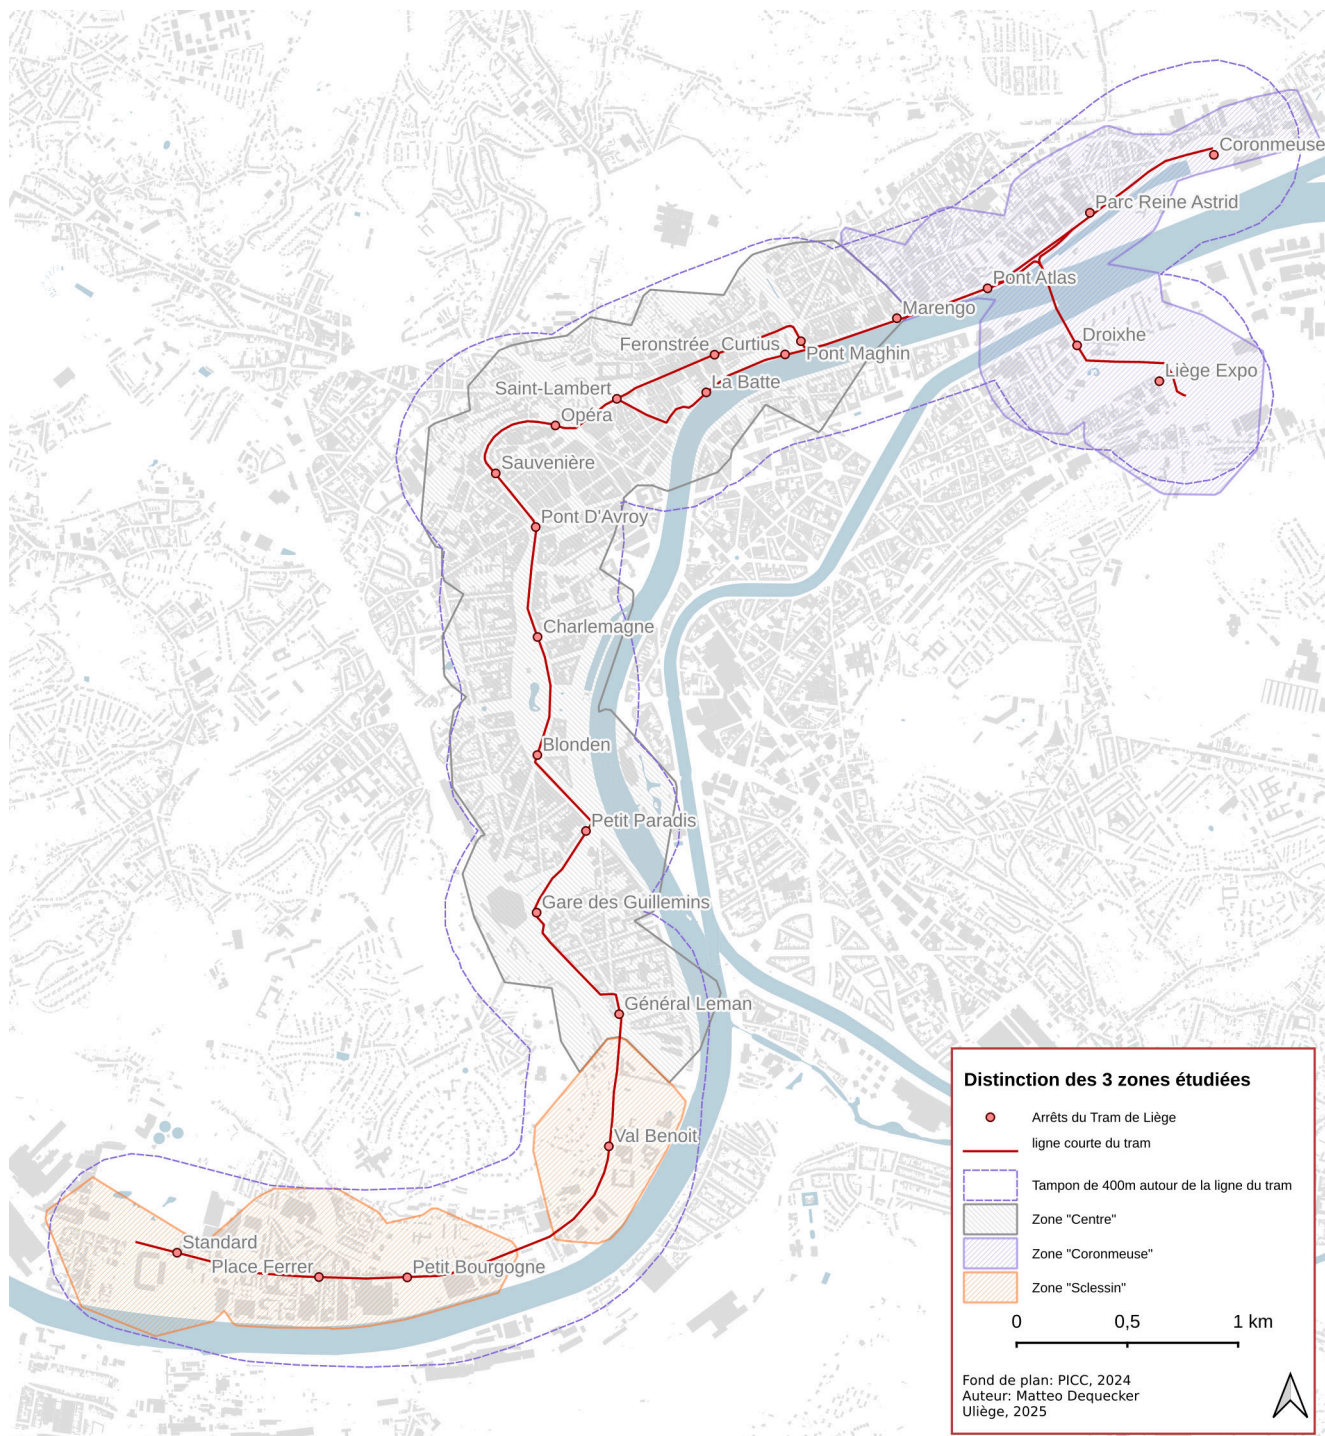 Coronmeuse
Parc Reine Astrid
Pont Atlas
Marengo
Droixhe
Feronstrée
Curtius
Pont Maghin
Liège Expo
Saint-Lambert
La Batte
Opéra
Sauvenière
Pont D'Avroy
Charlemagne
Blonden
Petit Paradis
Gare des Guillemins
Général Leman
Val Benoit
Standard
Place Ferrer
Petit Bourgogne
Distinction des 3 zones étudiées
Arrêts du Tram de Liège
ligne courte du tram
Tampon de 400m autour de la ligne du tram
Zone "Centre"
Zone "Coronmeuse"
Zone "Sclessin"
0 0,5 1 km
Fond de plan: PICC, 2024
Auteur: Matteo Dequecker
Uliège, 2025